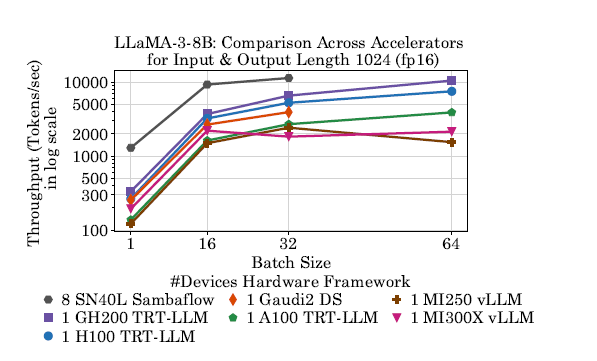 LLaMA-3-8B: Comparison Across Accelerators
for Input & Output Length 1024 (fp16)
Throughput (Tokens/sec)
in log scale
10000
5000
2000
1000
500
300
100
1 16 32 64
Batch Size
#Devices Hardware Framework
8 SN40L Sambaflow 1 Gaudi2 DS 1 MI250 vLLM
1 GH200 TRT-LLM 1 A100 TRT-LLM 1 MI300X vLLM
1 H100 TRT-LLM